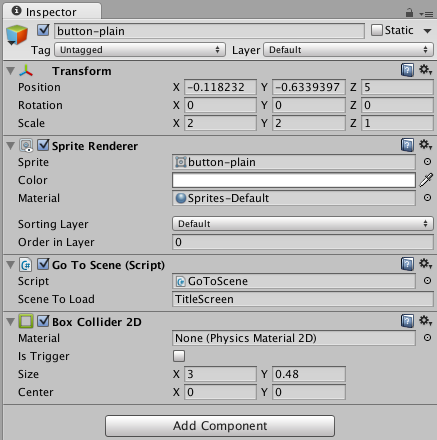 Inspector
button-plain Static
Tag Untagged Layer Default
Transform
Position X -0.118232 Y -0.6339397 Z 5
Rotation X 0 Y 0 Z 0
Scale X 2 Y 2 Z 1
Sprite Renderer
Sprite button-plain
Color
Material Sprites-Default
Sorting Layer Default
Order in Layer 0
Go To Scene (Script)
Script GoToScene
Scene To Load TitleScreen
Box Collider 2D
Material None (Physics Material 2D)
Is Trigger
Size X 3 Y 0.48
Center X 0 Y 0
Add Component